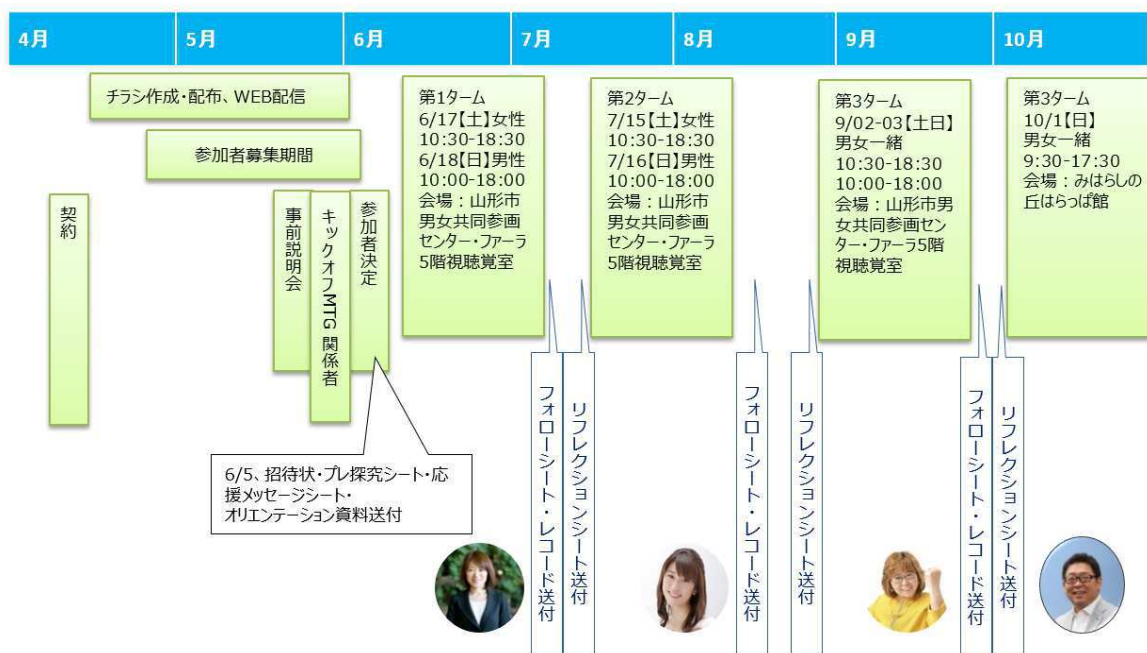 4月
5月
6月
7月
8月
9月
10月
チラシ作成・配布、WEB配信
参加者募集期間
契約
事前説明会
キックオフMTG 関係者
参加者決定
6/5、招待状・プレ探究シート・応
援メッセージシート・
オリエンテーション資料送付
第1ターム
6/17【土】女性
10:30-18:30
6/18【日】男性
10:00-18:00
会場：山形市
男女共同参画
センター・ファーラ
5階視聴覚室
フォローシート・レコード送付
リフレクションシート送付
第2ターム
7/15【土】女性
10:30-18:30
7/16【日】男性
10:00-18:00
会場：山形市
男女共同参画
センター・ファーラ
5階視聴覚室
フォローシート・レコード送付
リフレクションシート送付
第3ターム
9/02-03【土日】
男女一緒
10:30-18:30
10:00-18:00
会場：山形市男
女共同参画セン
ター・ファーラ5階
視聴覚室
フォローシート・レコード送付
リフレクションシート送付
第3ターム
10/1【日】
男女一緒
9:30-17:30
会場：みはらしの
丘はらっぱ館